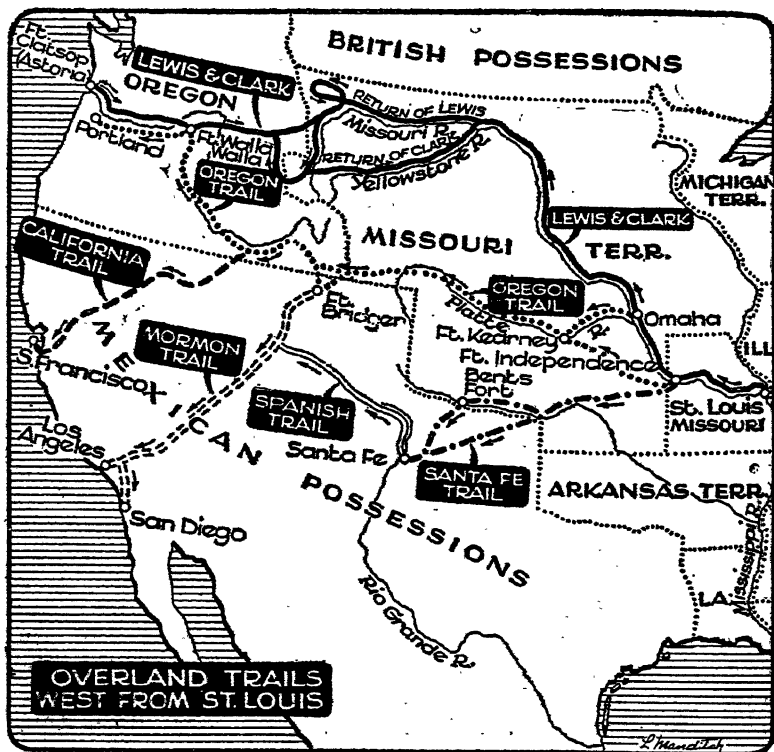 BRITISH POSSESSIONS
Ft.
Clatsop
(Astoria)
LEWIS & CLARK
OREGON
RETURN OF LEWIS
Missouri R.
Portland
Ft. Walla
Walla
RETURN OF CLARK
Yellowstone R.
OREGON
TRAIL
MICHIGAN
TERR.
LEWIS & CLARK
MISSOURI
TERR.
CALIFORNIA
TRAIL
OREGON
TRAIL
Ft.
Bridger
Platte
R.
Omaha
Ft. Kearney
MORMON
TRAIL
Ft. Independence
ILL
S. Francisco
Bents
Fort
SPANISH
TRAIL
St. Louis
MISSOURI
Los
Angeles
Santa Fe
SANTA FE
TRAIL
ARKANSAS TERR.
MEXICAN POSSESSIONS
San Diego
Mississippi R.
LA.
Rio Grande R.
OVERLAND TRAILS
WEST FROM ST. LOUIS